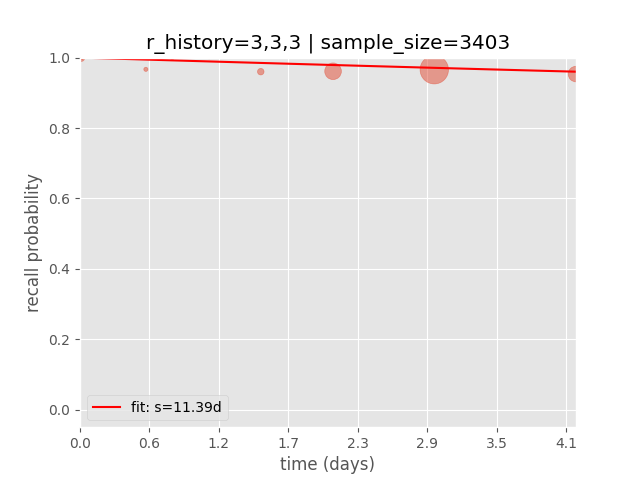 r_history=3,3,3 | sample_size=3403
recall probability
1.0
0.8
0.6
0.4
0.2
0.0
fit: s=11.39d
0.0 0.6 1.2 1.7 2.3 2.9 3.5 4.1
time (days)